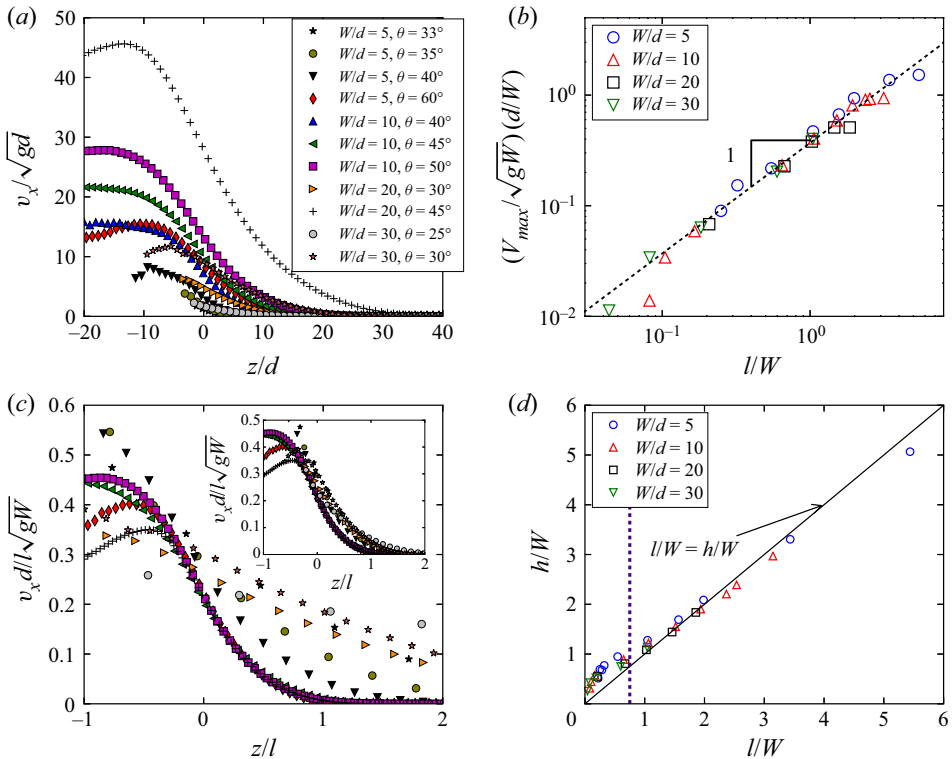 (a)
50
40
30
20
10
0
−20
−10
0
10
20
30
40
v_x/√gd
z/d
W/d = 5, θ = 33°
W/d = 5, θ = 35°
W/d = 5, θ = 40°
W/d = 5, θ = 60°
W/d = 10, θ = 40°
W/d = 10, θ = 45°
W/d = 10, θ = 50°
W/d = 20, θ = 30°
W/d = 20, θ = 45°
W/d = 30, θ = 25°
W/d = 30, θ = 30°
(b)
10⁰
10⁻¹
10⁻²
10⁻¹
10⁰
(V_max/√gW) (d/W)
l/W
W/d = 5
W/d = 10
W/d = 20
W/d = 30
1
(c)
0.6
0.5
0.4
0.3
0.2
0.1
0
−1
0
1
2
v_x d/l√gW
z/l
0.5
0.4
0.3
0.2
0.1
0
−1
0
1
2
v_x d/l√gW
z/l
(d)
6
5
4
3
2
1
0
1
2
3
4
5
6
h/W
l/W
W/d = 5
W/d = 10
W/d = 20
W/d = 30
l/W = h/W